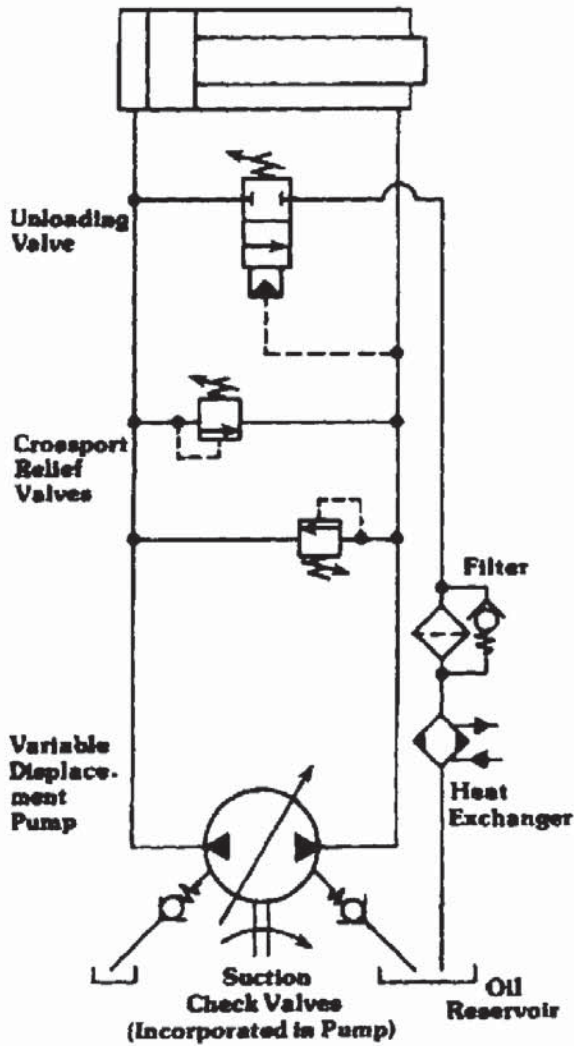 Unloading
Valve
Crossport
Relief
Valves
Filter
Variable
Displace-
ment
Pump
Heat
Exchanger
Suction
Check Valves
(Incorporated in Pump)
Oil
Reservoir